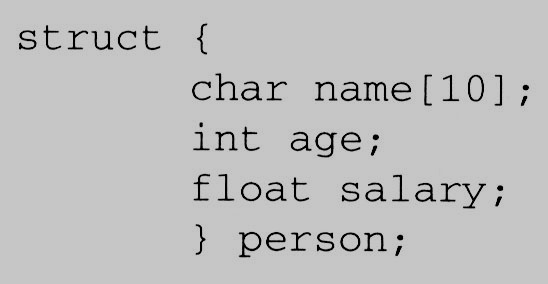 struct {
char name[10];
int age;
float salary;
} person;